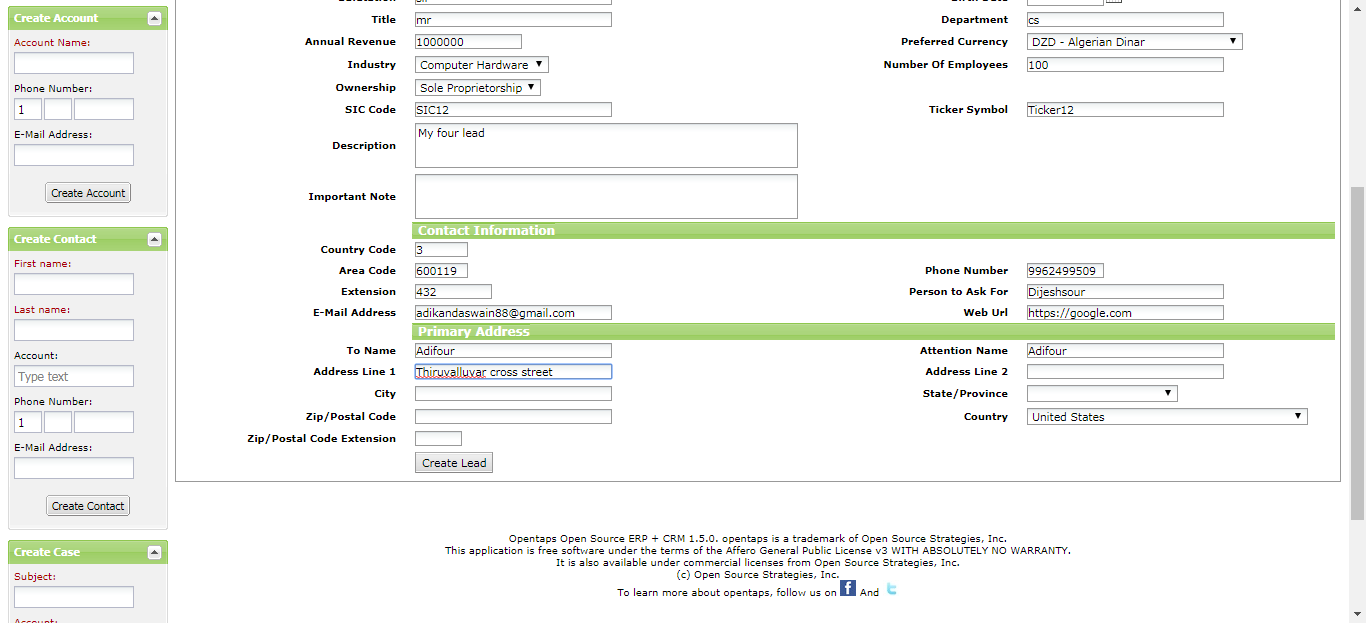 Create Account
Account Name:
Phone Number:
1
E-Mail Address:
Create Account
Create Contact
First name:
Last name:
Account:
Type text
Phone Number:
1
E-Mail Address:
Create Contact
Create Case
Subject:
Title mr Department cs
Annual Revenue 1000000 Preferred Currency DZD - Algerian Dinar
Industry Computer Hardware Number Of Employees 100
Ownership Sole Proprietorship
SIC Code SIC12 Ticker Symbol Ticker12
Description My four lead
Important Note
Contact Information
Country Code 3
Area Code 600119 Phone Number 9962499509
Extension 432 Person to Ask For Dijeshsour
E-Mail Address adikandaswain88@gmail.com Web Url https://google.com
Primary Address
To Name Adifour Attention Name Adifour
Address Line 1 Thiruvalluvar cross street Address Line 2
City State/Province
Zip/Postal Code Country United States
Zip/Postal Code Extension
Create Lead
Opentaps Open Source ERP + CRM 1.5.0. opentaps is a trademark of Open Source Strategies, Inc.
This application is free software under the terms of the Affero General Public License v3 WITH ABSOLUTELY NO WARRANTY.
It is also available under commercial licenses from Open Source Strategies, Inc.
(c) Open Source Strategies, Inc.
To learn more about opentaps, follow us on f And t